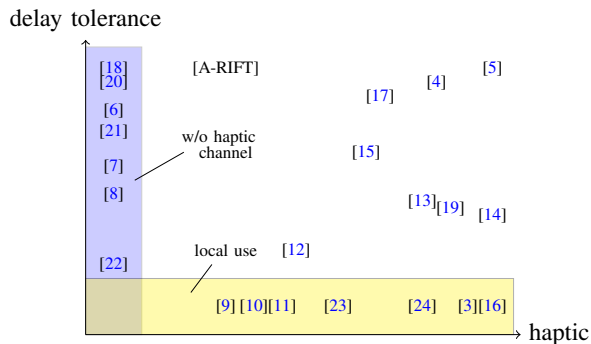 delay tolerance
[18] [A-RIFT] [5]
[20] [4]
[17]
[6]
[21]
w/o haptic
channel
[15]
[7]
[8]
[13]
[19]
[14]
local use
[12]
[22]
[9] [10] [11] [23] [24] [3] [16]
haptic